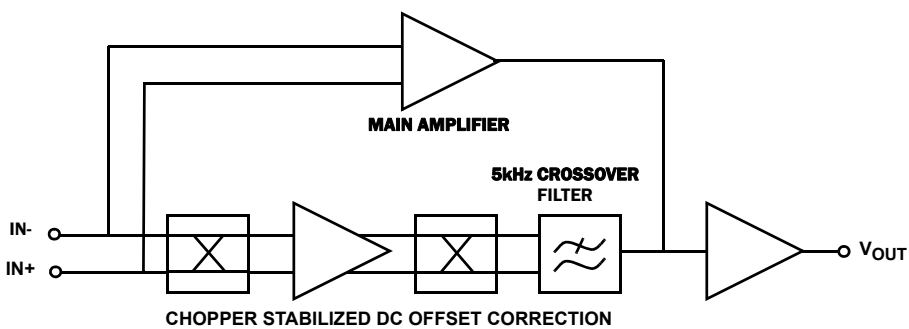 MAIN AMPLIFIER
5kHz CROSSOVER
FILTER
IN-
IN+
VOUT
CHOPPER STABILIZED DC OFFSET CORRECTION